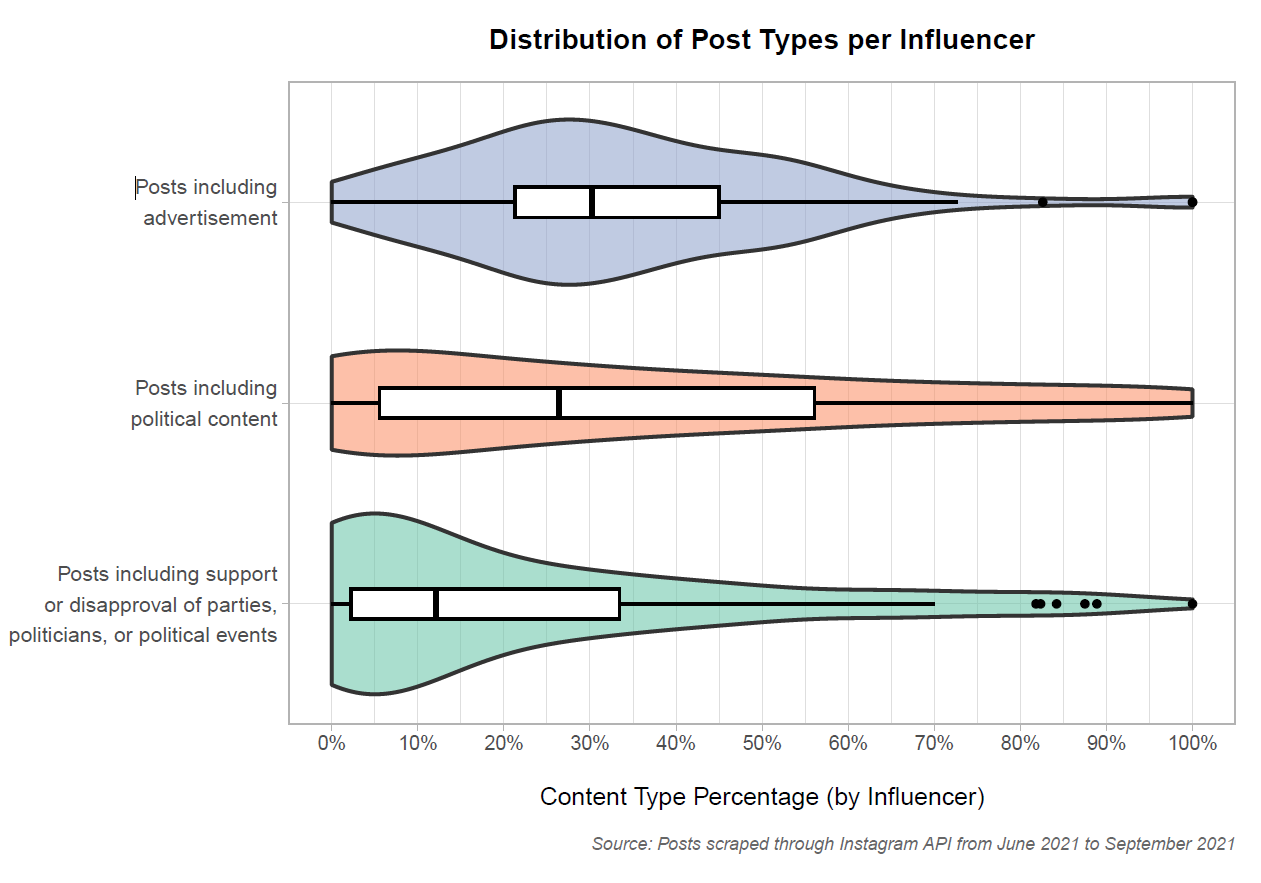 Distribution of Post Types per Influencer
Posts including
advertisement
Posts including
political content
Posts including support
or disapproval of parties,
politicians, or political events
0% 10% 20% 30% 40% 50% 60% 70% 80% 90% 100%
Content Type Percentage (by Influencer)
Source: Posts scraped through Instagram API from June 2021 to September 2021